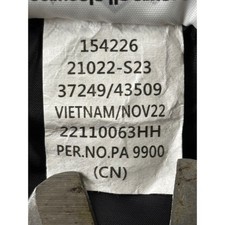 154226
21022-S23
37249/43509
VIETNAM/NOV22
22110063HH
PER.NO.PA 9900
(CN)